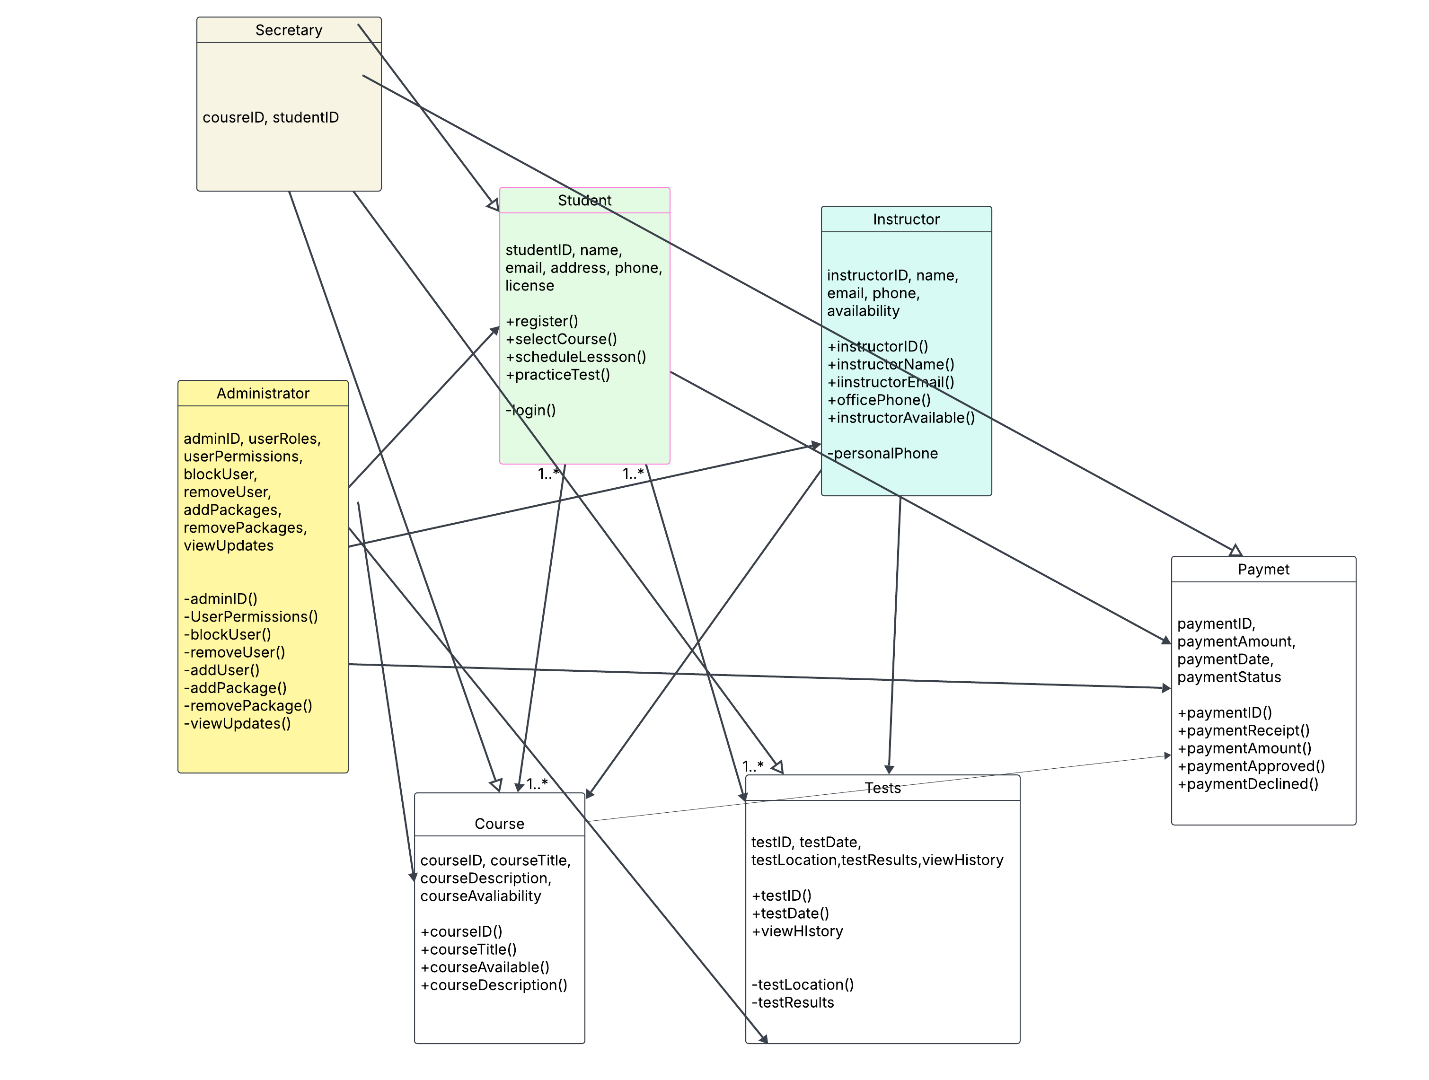 Secretary
cousreID, studentID
Student
studentID, name,
email, address, phone,
license
+register()
+selectCourse()
+scheduleLessson()
+practiceTest()
-login()
1..*
1..*
Instructor
instructorID, name,
email, phone,
availability
+instructorID()
+instructorName()
+iinstructorEmail()
+officePhone()
+instructorAvailable()
-personalPhone
Administrator
adminID, userRoles,
userPermissions,
blockUser,
removeUser,
addPackages,
removePackages,
viewUpdates
-adminID()
-UserPermissions()
-blockUser()
-removeUser()
-addUser()
-addPackage()
-removePackage()
-viewUpdates()
Paymet
paymentID,
paymentAmount,
paymentDate,
paymentStatus
+paymentID()
+paymentReceipt()
+paymentAmount()
+paymentApproved()
+paymentDeclined()
1..*
Course
courseID, courseTitle,
courseDescription,
courseAvaliability
+courseID()
+courseTitle()
+courseAvailable()
+courseDescription()
1..*
Tests
testID, testDate,
testLocation,testResults,viewHistory
+testID()
+testDate()
+viewHIstory
-testLocation()
-testResults